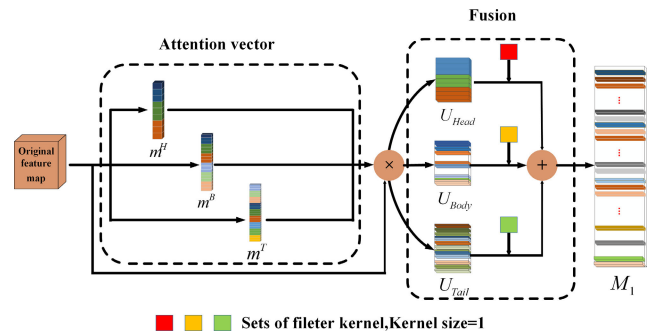 Fusion
Attention vector
Original
feature
map
m^H
m^B
m^T
×
U_Head
U_Body
U_Tail
+
M_1
Sets of fileter kernel,Kernel size=1